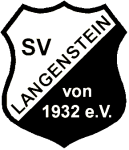 SV
LANGENSTEIN
von
1932 e.V.